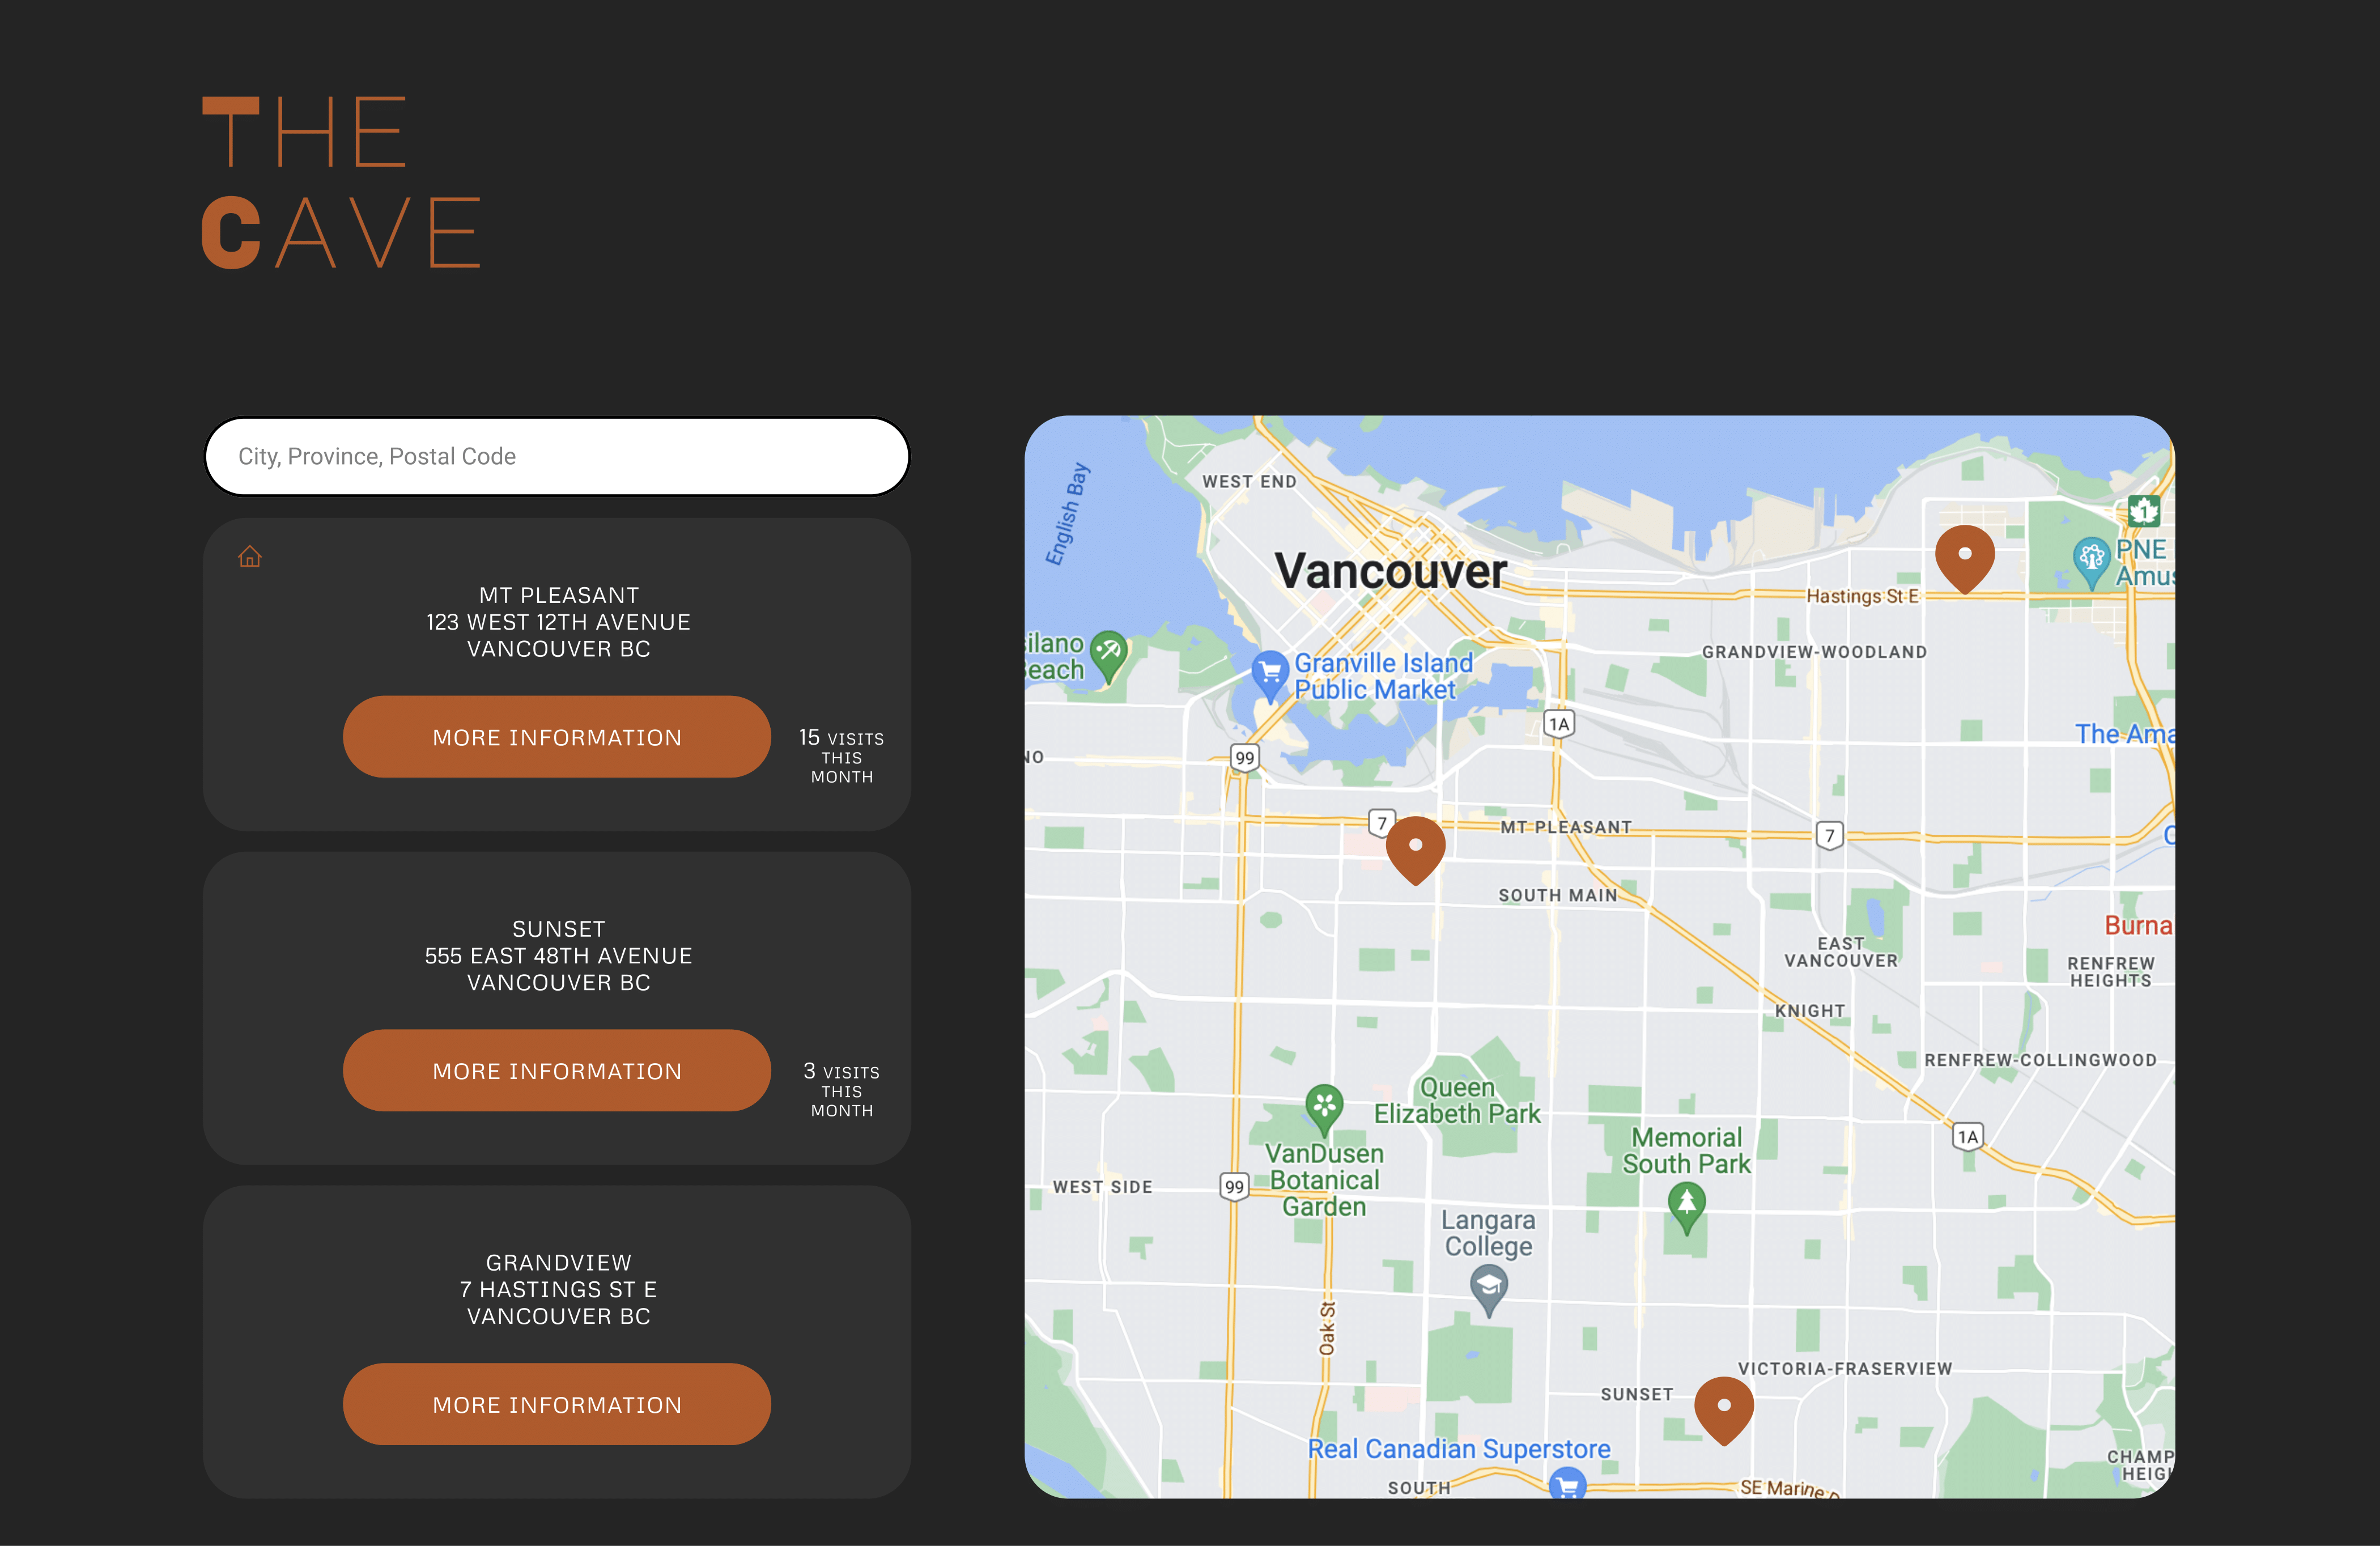 THE
CAVE
City, Province, Postal Code
MT PLEASANT
123 WEST 12TH AVENUE
VANCOUVER BC
MORE INFORMATION
15 VISITS
THIS
MONTH
SUNSET
555 EAST 48TH AVENUE
VANCOUVER BC
MORE INFORMATION
3 VISITS
THIS
MONTH
GRANDVIEW
7 HASTINGS ST E
VANCOUVER BC
MORE INFORMATION
English Bay
WEST END
Vancouver
1
PNE
Amus
Hastings St E
silano
Beach
GRANDVIEW-WOODLAND
Granville Island
Public Market
1A
The Ama
NO
99
7
MT PLEASANT
7
C
SOUTH MAIN
Burna
EAST
VANCOUVER
RENFREW
HEIGHTS
KNIGHT
RENFREW-COLLINGWOOD
Queen
Elizabeth Park
Memorial
South Park
1A
VanDusen
Botanical
Garden
WEST SIDE
99
Langara
College
Oak St
VICTORIA-FRASERVIEW
SUNSET
Real Canadian Superstore
SOUTH
SE Marine D
CHAMP
HEIGH